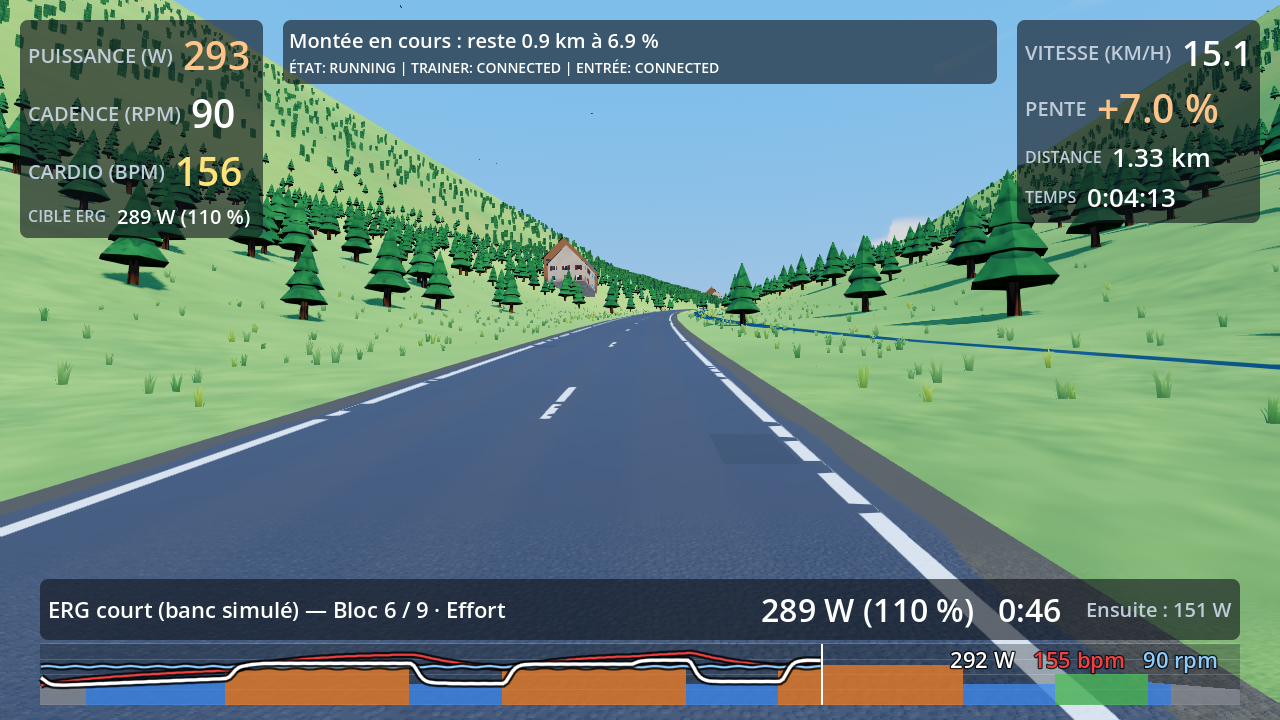 PUISSANCE (W) 293
CADENCE (RPM) 90
CARDIO (BPM) 156
CIBLE ERG 289 W (110 %)
Montée en cours : reste 0.9 km à 6.9 %
ÉTAT: RUNNING | TRAINER: CONNECTED | ENTRÉE: CONNECTED
VITESSE (KM/H) 15.1
PENTE +7.0 %
DISTANCE 1.33 km
TEMPS 0:04:13
ERG court (banc simulé) — Bloc 6 / 9 · Effort 289 W (110 %) 0:46 Ensuite : 151 W
292 W 155 bpm 90 rpm